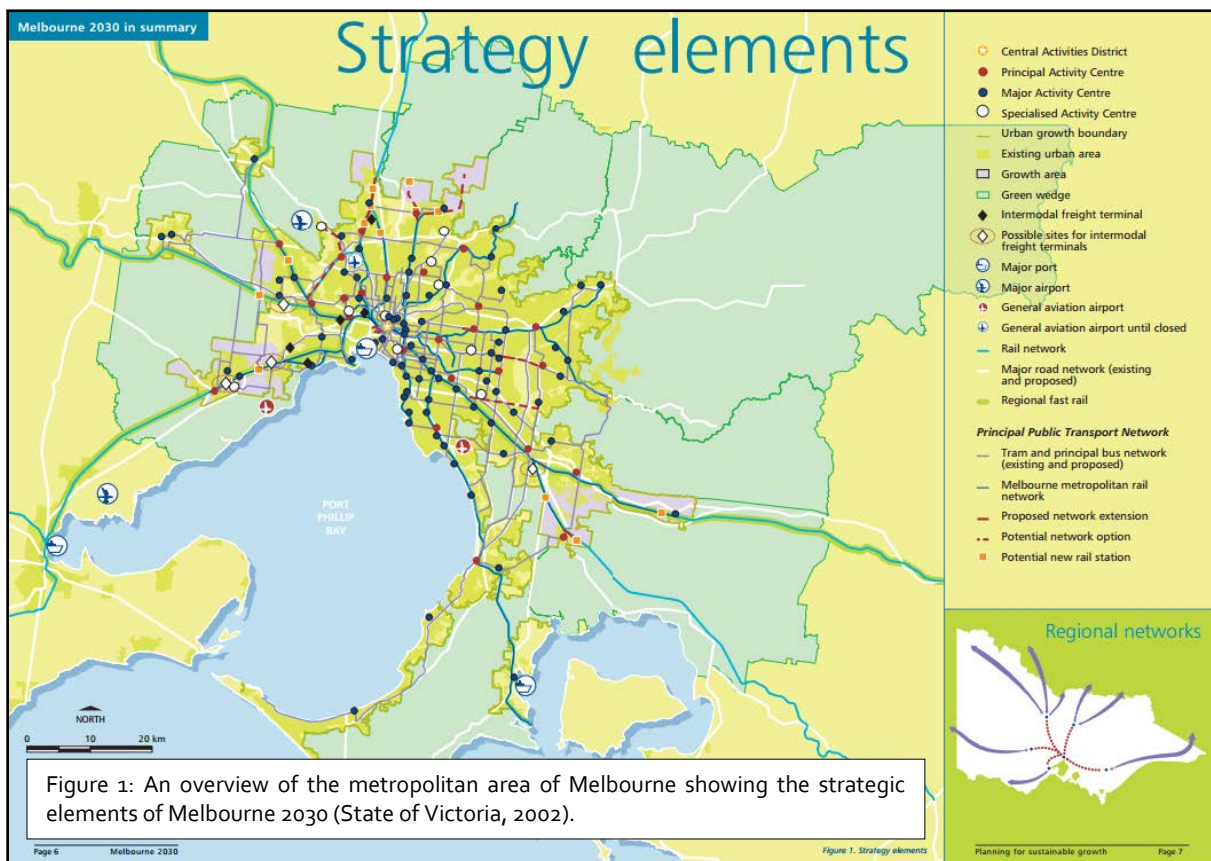 Melbourne 2030 in summary
Strategy elements
Central Activities District
Principal Activity Centre
Major Activity Centre
Specialised Activity Centre
Urban growth boundary
Existing urban area
Growth area
Green wedge
Intermodal freight terminal
Possible sites for intermodal
freight terminals
Major port
Major airport
General aviation airport
General aviation airport until closed
Rail network
Major road network (existing
and proposed)
Regional fast rail
Principal Public Transport Network
Tram and principal bus network
(existing and proposed)
Melbourne metropolitan rail
network
Proposed network extension
Potential network option
Potential new rail station
PORT
PHILLIP
BAY
NORTH
0 10 20 km
Regional networks
Figure 1: An overview of the metropolitan area of Melbourne showing the strategic
elements of Melbourne 2030 (State of Victoria, 2002).
Page 6 Melbourne 2030
Figure 1. Strategy elements
Planning for sustainable growth Page 7